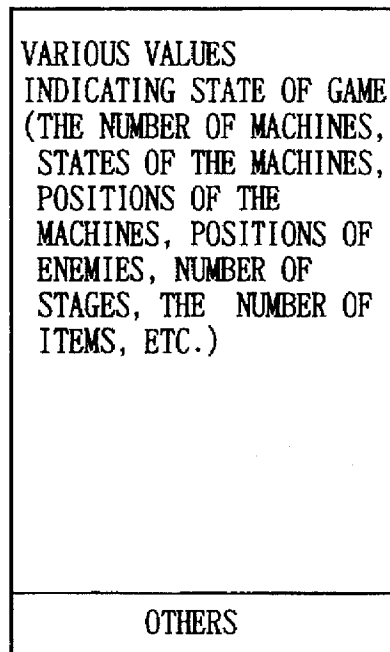 VARIOUS VALUES
INDICATING STATE OF GAME
(THE NUMBER OF MACHINES,
STATES OF THE MACHINES,
POSITIONS OF THE
MACHINES, POSITIONS OF
ENEMIES, NUMBER OF
STAGES, THE NUMBER OF
ITEMS, ETC.)
OTHERS